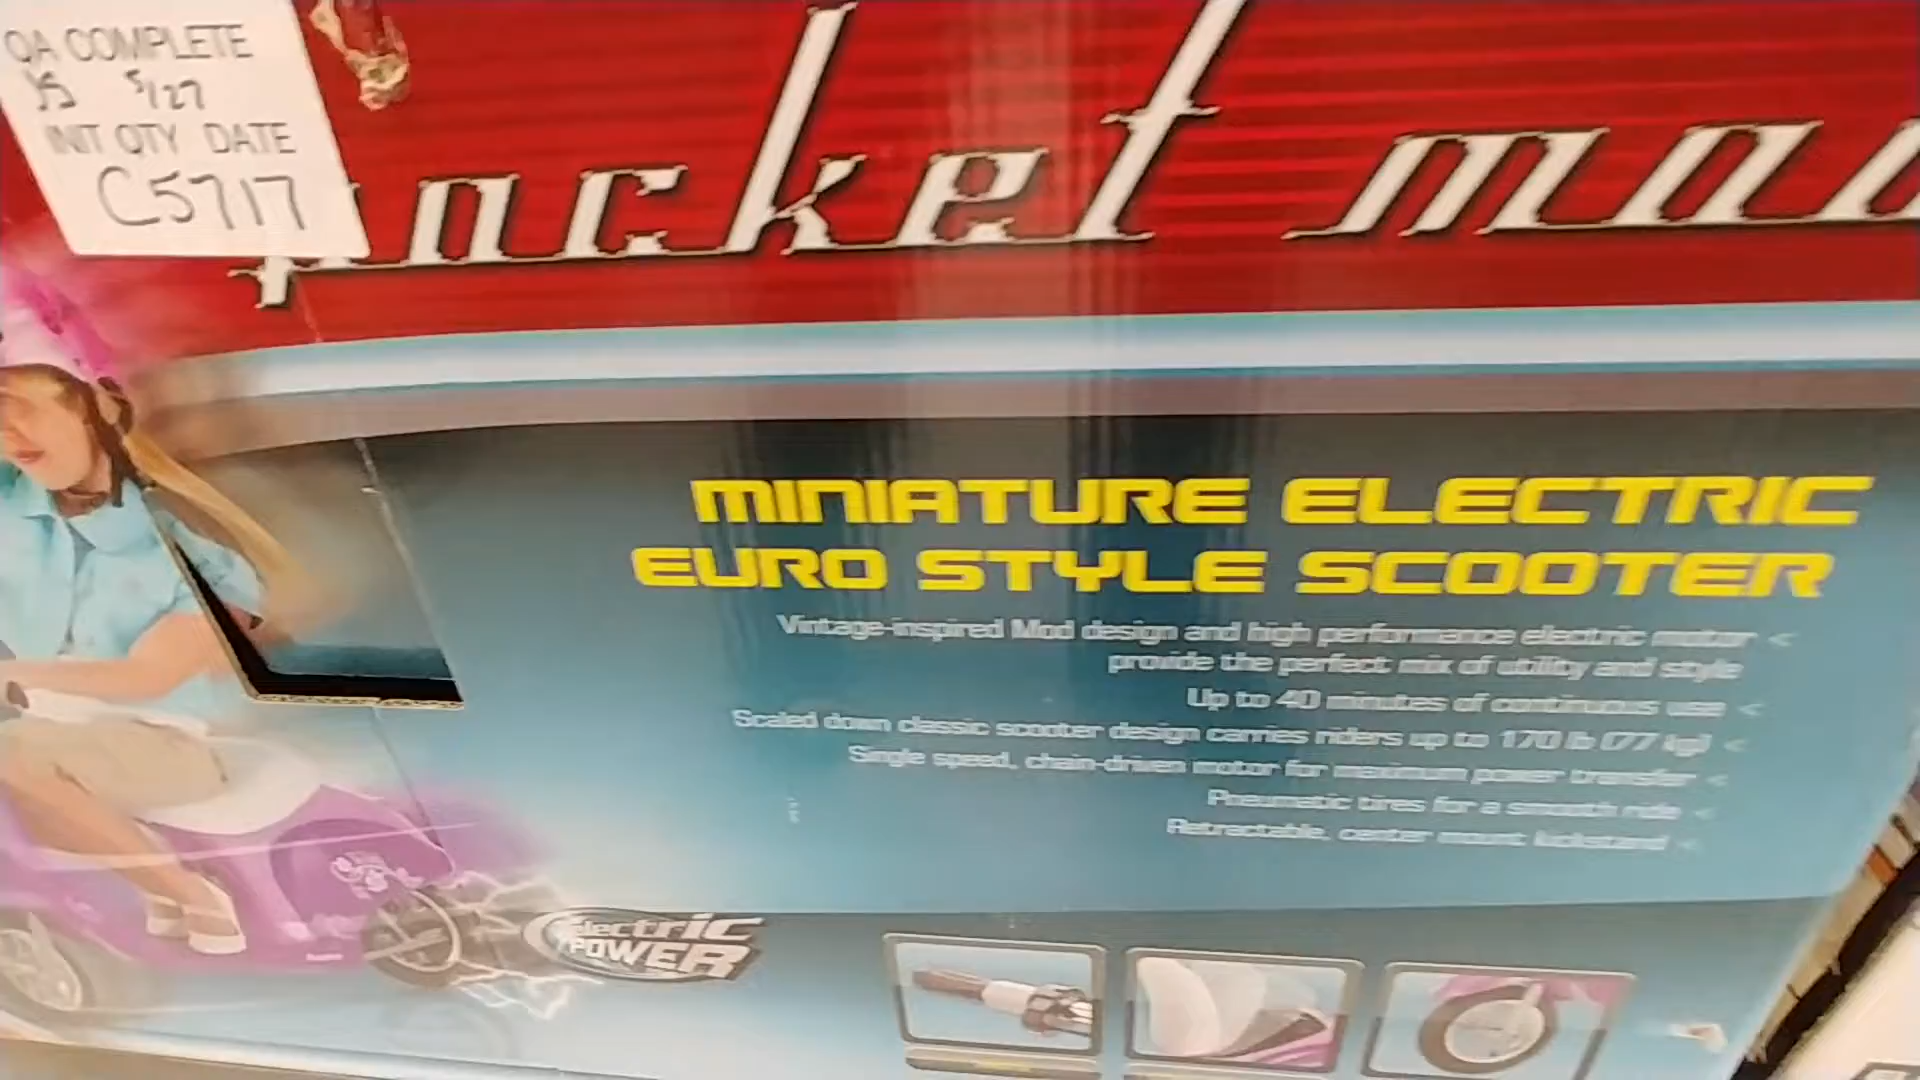 QA COMPLETE
5/27
INIT QTY DATE
C5717
Pocket mod
MINIATURE ELECTRIC
EURO STYLE SCOOTER
Vintage-inspired Mod design and high performance electric motor <
provide the perfect mix of utility and style
Up to 40 minutes of continuous use <
Scaled down classic scooter design carries riders up to 170 lb (77 kg) <
Single speed, chain-driven motor for maximum power transfer <
Pneumatic tires for a smooth ride <
Retractable, center mount kickstand <
electric
POWER